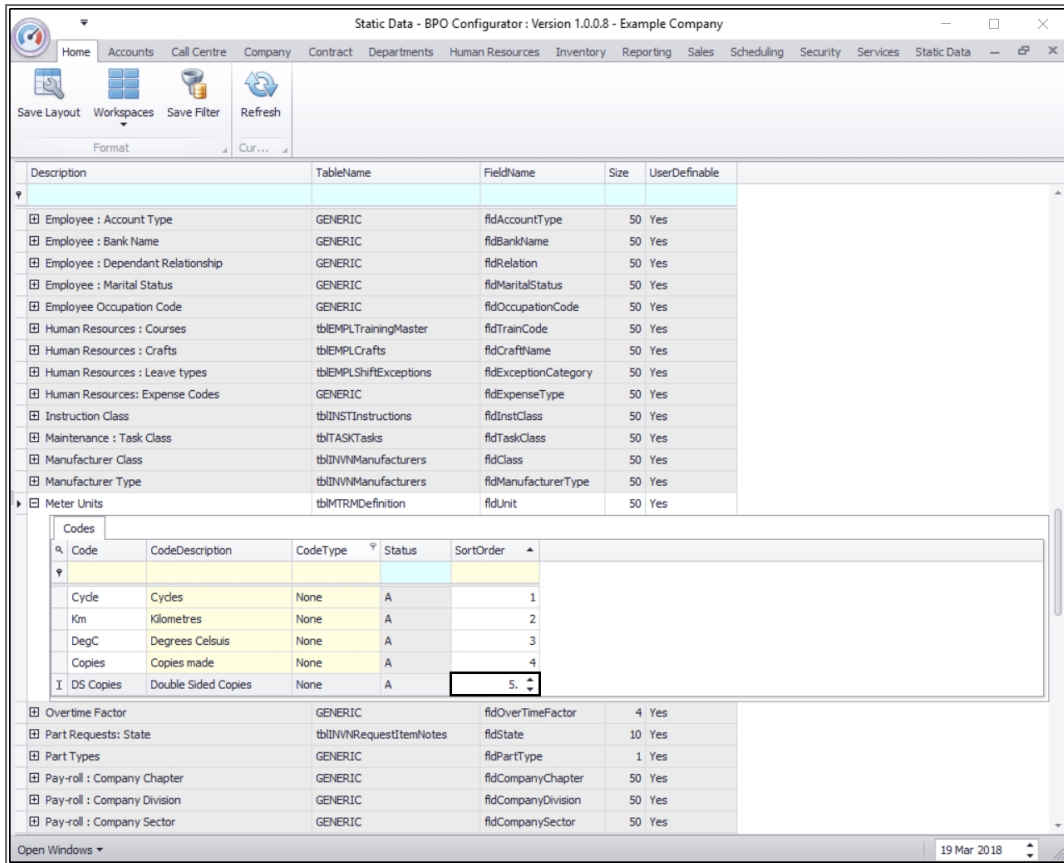 Static Data - BPO Configurator : Version 1.0.0.8 - Example Company
Home Accounts Call Centre Company Contract Departments Human Resources Inventory Reporting Sales Scheduling Security Services Static Data
Save Layout Workspaces Save Filter Refresh
Format Cur...
Description TableName FieldName Size UserDefinable
Employee : Account Type GENERIC fldAccountType 50 Yes
Employee : Bank Name GENERIC fldBankName 50 Yes
Employee : Dependant Relationship GENERIC fldRelation 50 Yes
Employee : Marital Status GENERIC fldMaritalStatus 50 Yes
Employee Occupation Code GENERIC fldOccupationCode 50 Yes
Human Resources : Courses tblEMPLTrainingMaster fldTrainCode 50 Yes
Human Resources : Crafts tblEMPLCrafts fldCraftName 50 Yes
Human Resources : Leave types tblEMPLShiftExceptions fldExceptionCategory 50 Yes
Human Resources: Expense Codes GENERIC fldExpenseType 50 Yes
Instruction Class tblINSTInstructions fldInstClass 50 Yes
Maintenance : Task Class tblTASKTasks fldTaskClass 50 Yes
Manufacturer Class tblINVNManufacturers fldClass 50 Yes
Manufacturer Type tblINVNManufacturers fldManufacturerType 50 Yes
Meter Units tblMTRMDefinition fldUnit 50 Yes
Codes
Code CodeDescription CodeType Status SortOrder
Cycle Cycles None A 1
Km Kilometres None A 2
DegC Degrees Celsuis None A 3
Copies Copies made None A 4
DS Copies Double Sided Copies None A 5.
Overtime Factor GENERIC fldOverTimeFactor 4 Yes
Part Requests: State tblINVNRequestItemNotes fldState 10 Yes
Part Types GENERIC fldPartType 1 Yes
Pay-roll : Company Chapter GENERIC fldCompanyChapter 50 Yes
Pay-roll : Company Division GENERIC fldCompanyDivision 50 Yes
Pay-roll : Company Sector GENERIC fldCompanySector 50 Yes
Open Windows 19 Mar 2018